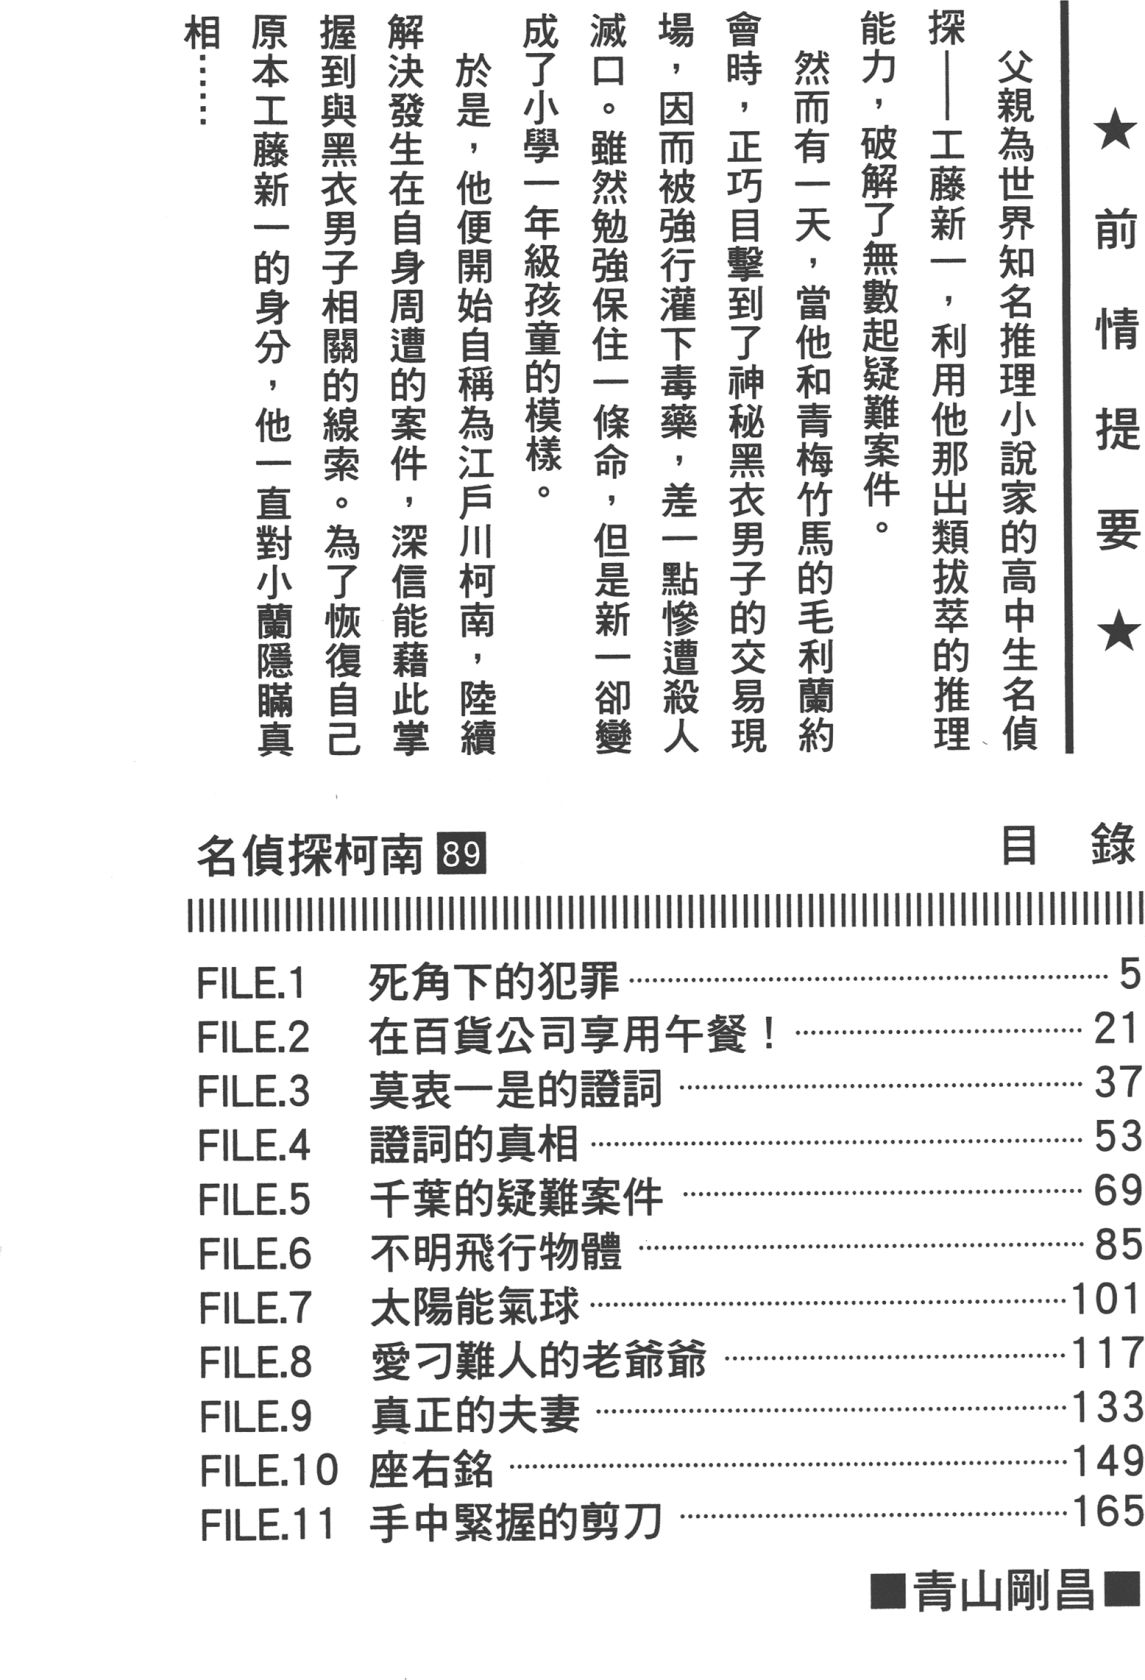 ★前情提要★
父親為世界知名推理小說家的高中生名偵
探——工藤新一，利用他那出類拔萃的推理
能力，破解了無數起疑難案件。
然而有一天，當他和青梅竹馬的毛利蘭約
會時，正巧目擊到了神秘黑衣男子的交易現
場，因而被強行灌下毒藥，差一點慘遭殺人
滅口。雖然勉強保住一條命，但是新一卻變
成了小學一年級孩童的模樣。
於是，他便開始自稱為江戶川柯南，陸續
解決發生在自身周遭的案件，深信能藉此掌
握到與黑衣男子相關的線索。為了恢復自己
原本工藤新一的身分，他一直對小蘭隱瞞真
相……
名偵探柯南 89
目 錄
FILE.1 死角下的犯罪 5
FILE.2 在百貨公司享用午餐！ 21
FILE.3 莫衷一是的證詞 37
FILE.4 證詞的真相 53
FILE.5 千葉的疑難案件 69
FILE.6 不明飛行物體 85
FILE.7 太陽能氣球 101
FILE.8 愛刁難人的老爺爺 117
FILE.9 真正的夫妻 133
FILE.10 座右銘 149
FILE.11 手中緊握的剪刀 165
■青山剛昌■